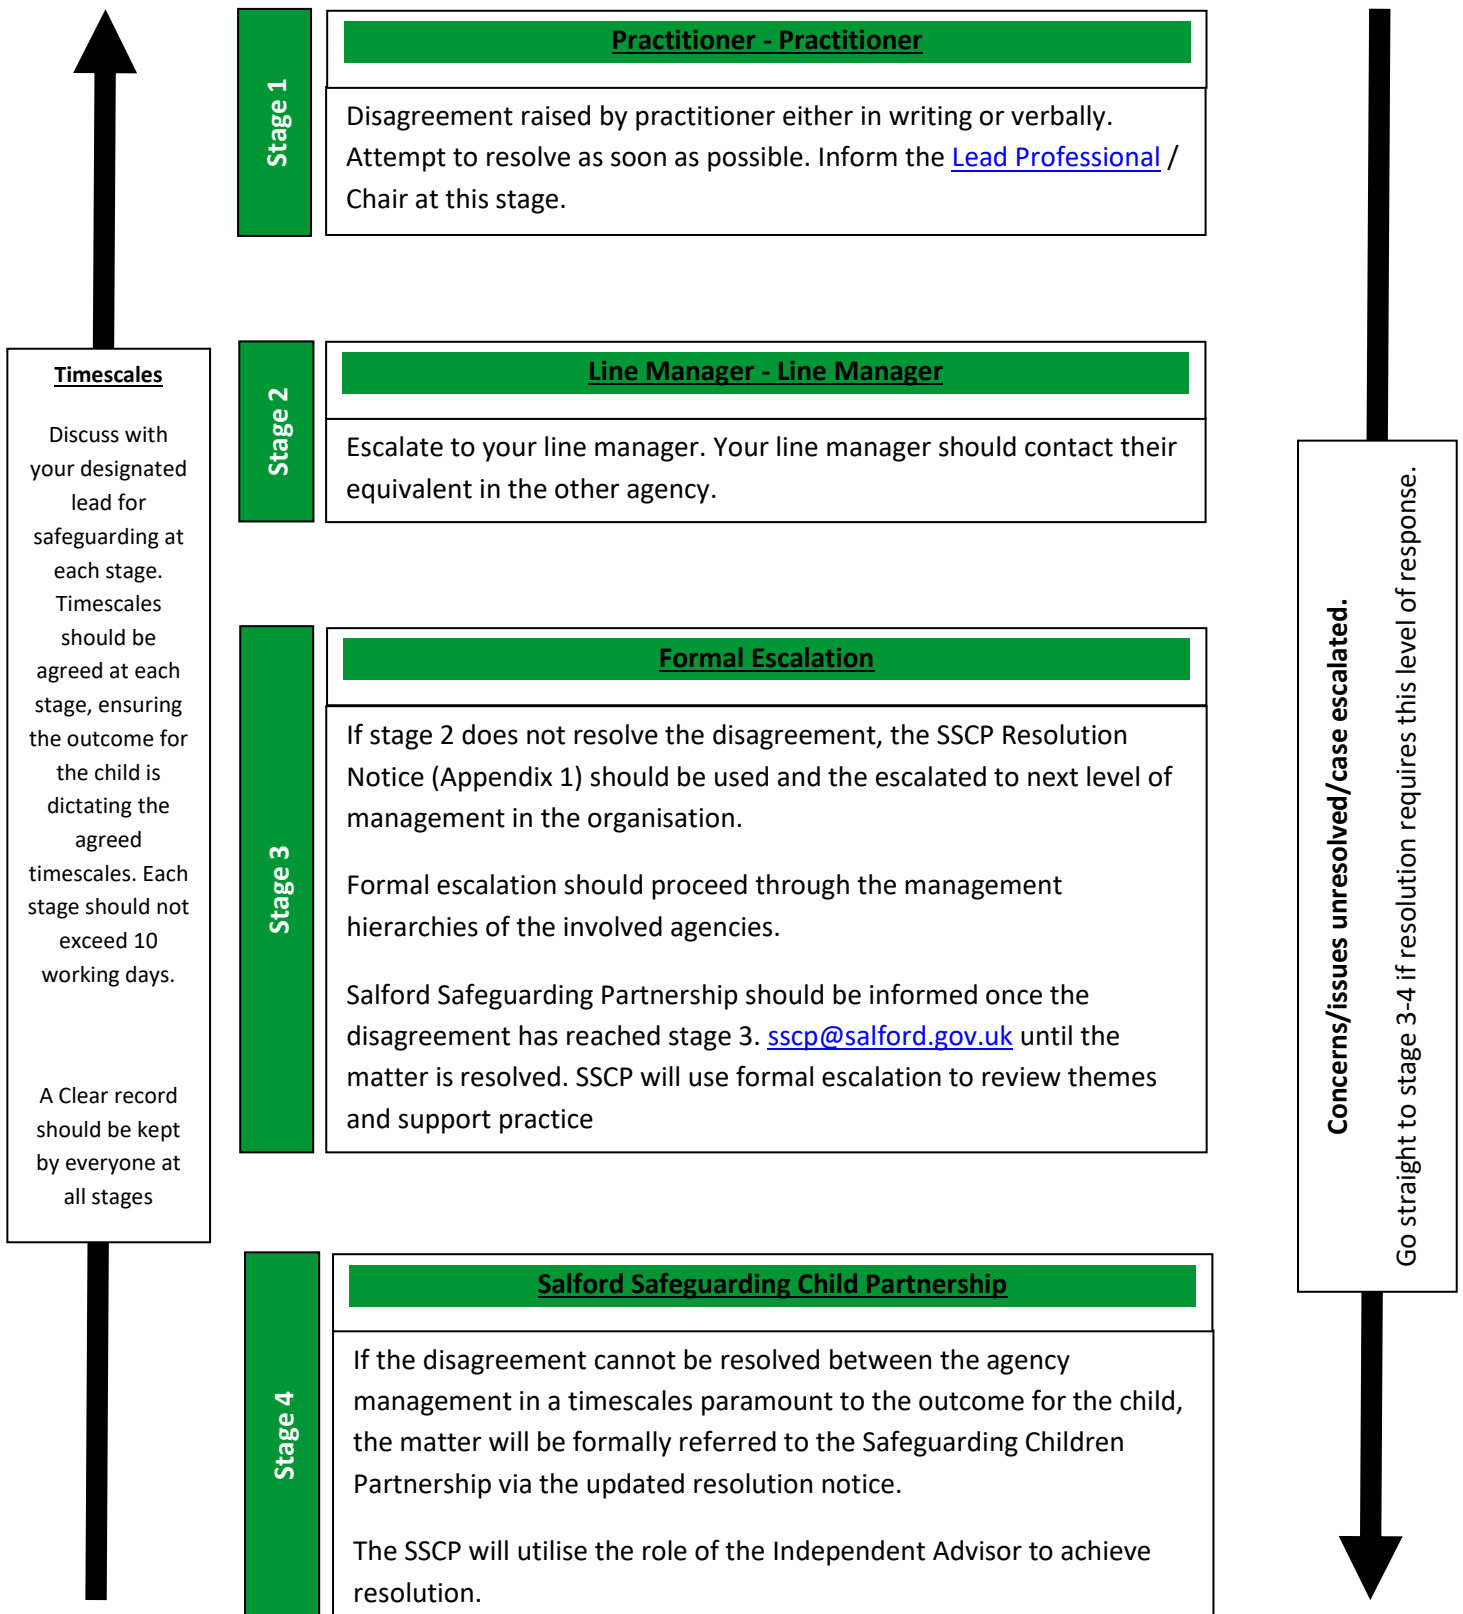 Stage 1
Practitioner - Practitioner
Disagreement raised by practitioner either in writing or verbally.
Attempt to resolve as soon as possible. Inform the Lead Professional /
Chair at this stage.
Stage 2
Line Manager - Line Manager
Escalate to your line manager. Your line manager should contact their
equivalent in the other agency.
Timescales
Discuss with
your designated
lead for
safeguarding at
each stage.
Timescales
should be
agreed at each
stage, ensuring
the outcome for
the child is
dictating the
agreed
timescales. Each
stage should not
exceed 10
working days.
A Clear record
should be kept
by everyone at
all stages
Stage 3
Formal Escalation
If stage 2 does not resolve the disagreement, the SSCP Resolution
Notice (Appendix 1) should be used and the escalated to next level of
management in the organisation.
Formal escalation should proceed through the management
hierarchies of the involved agencies.
Salford Safeguarding Partnership should be informed once the
disagreement has reached stage 3. sscp@salford.gov.uk until the
matter is resolved. SSCP will use formal escalation to review themes
and support practice
Concerns/issues unresolved/case escalated.
Go straight to stage 3-4 if resolution requires this level of response.
Stage 4
Salford Safeguarding Child Partnership
If the disagreement cannot be resolved between the agency
management in a timescales paramount to the outcome for the child,
the matter will be formally referred to the Safeguarding Children
Partnership via the updated resolution notice.
The SSCP will utilise the role of the Independent Advisor to achieve
resolution.